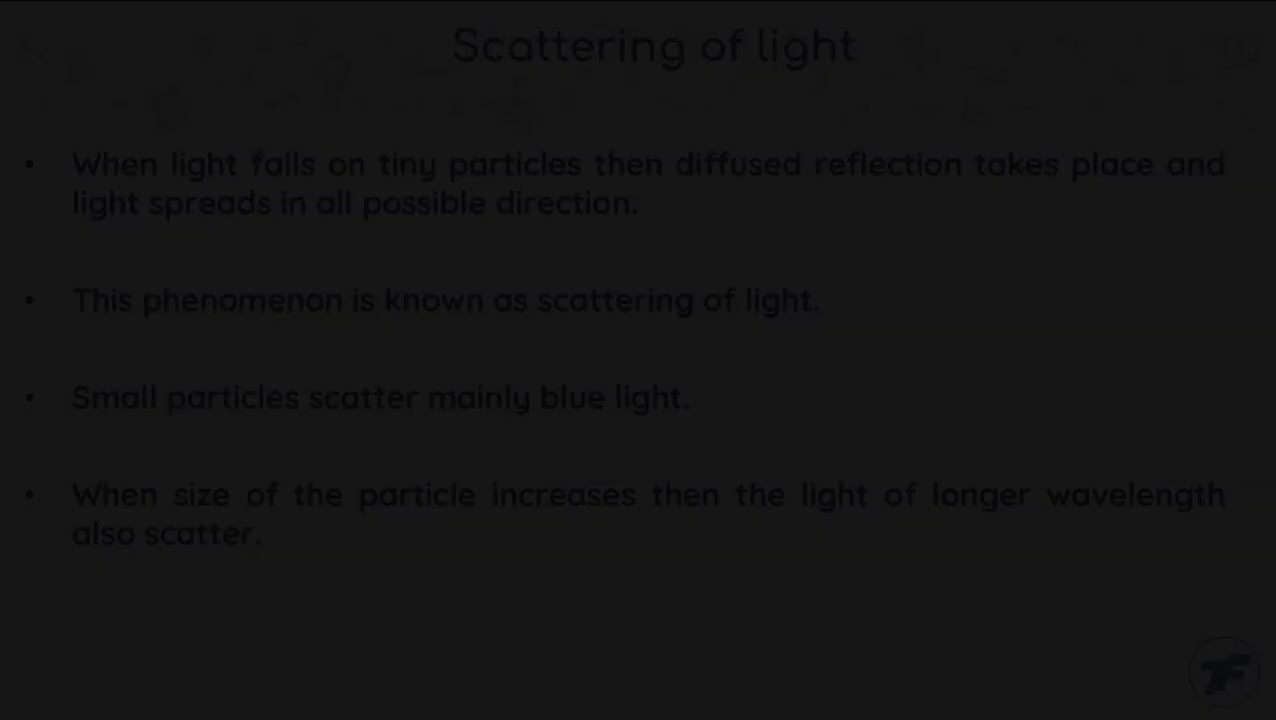 Scattering of light
• When light falls on tiny particles then diffused reflection takes place and
light spreads in all possible direction.
• This phenomenon is known as scattering of light.
• Small particles scatter mainly blue light.
• When size of the particle increases then the light of longer wavelength
also scatter.